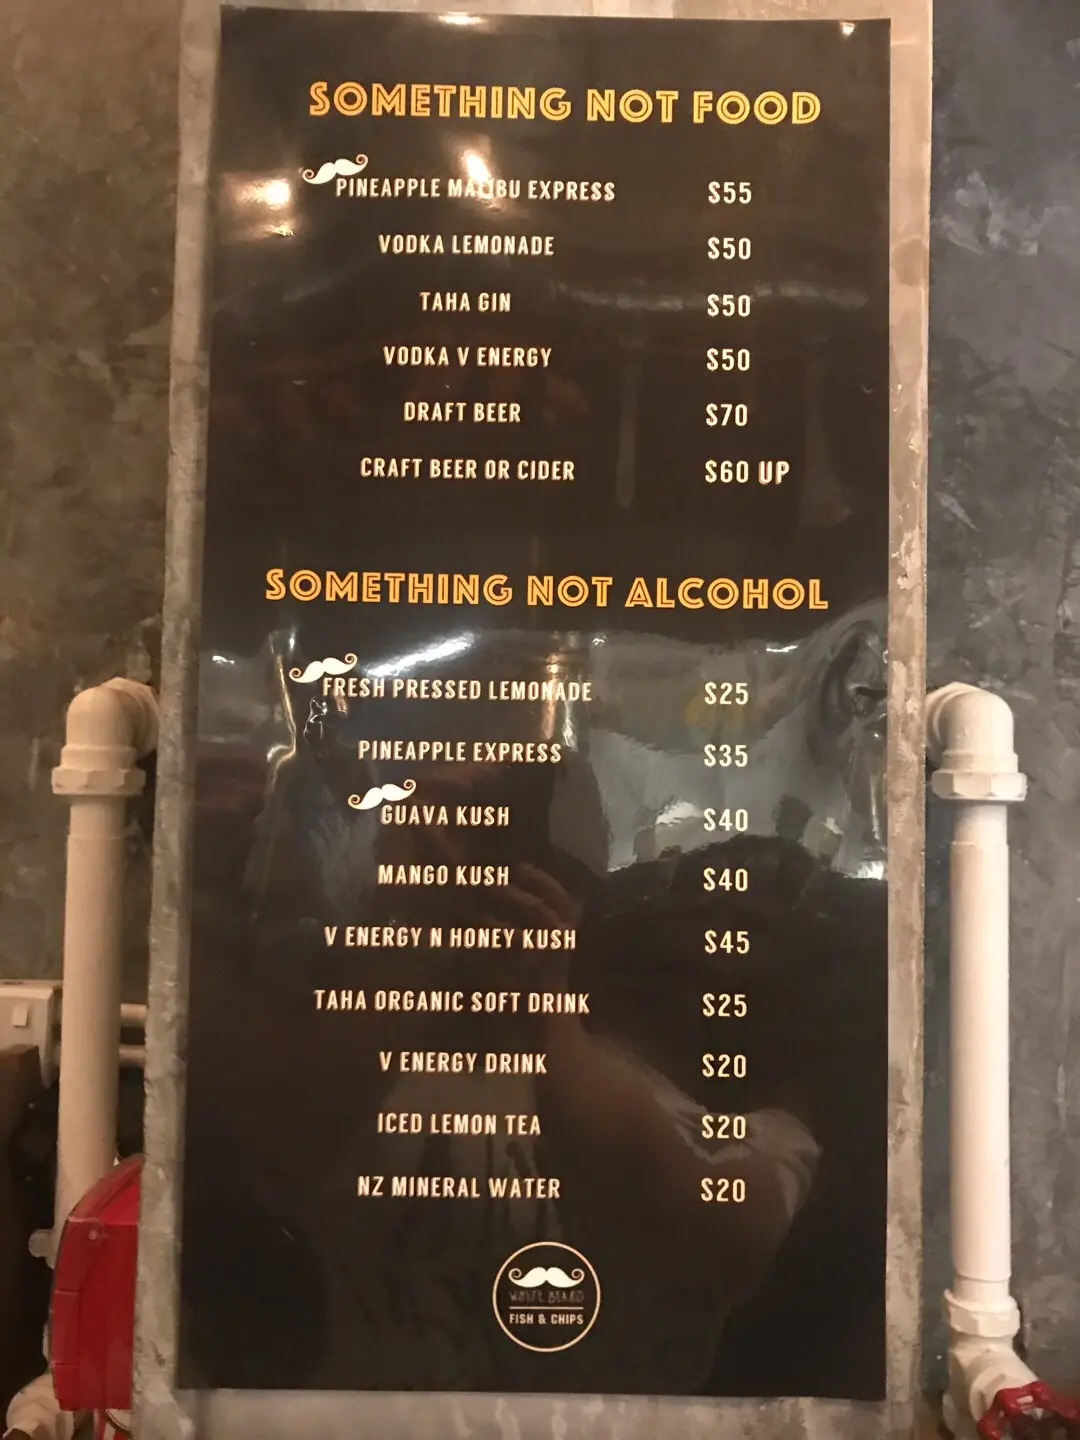 SOMETHING NOT FOOD
PINEAPPLE MALIBU EXPRESS $55
VODKA LEMONADE $50
TAHA GIN $50
VODKA V ENERGY $50
DRAFT BEER $70
CRAFT BEER OR CIDER $60 UP
SOMETHING NOT ALCOHOL
FRESH PRESSED LEMONADE $25
PINEAPPLE EXPRESS $35
GUAVA KUSH $40
MANGO KUSH $40
V ENERGY N HONEY KUSH $45
TAHA ORGANIC SOFT DRINK $25
V ENERGY DRINK $20
ICED LEMON TEA $20
NZ MINERAL WATER $20
WHITE BEARD
FISH & CHIPS